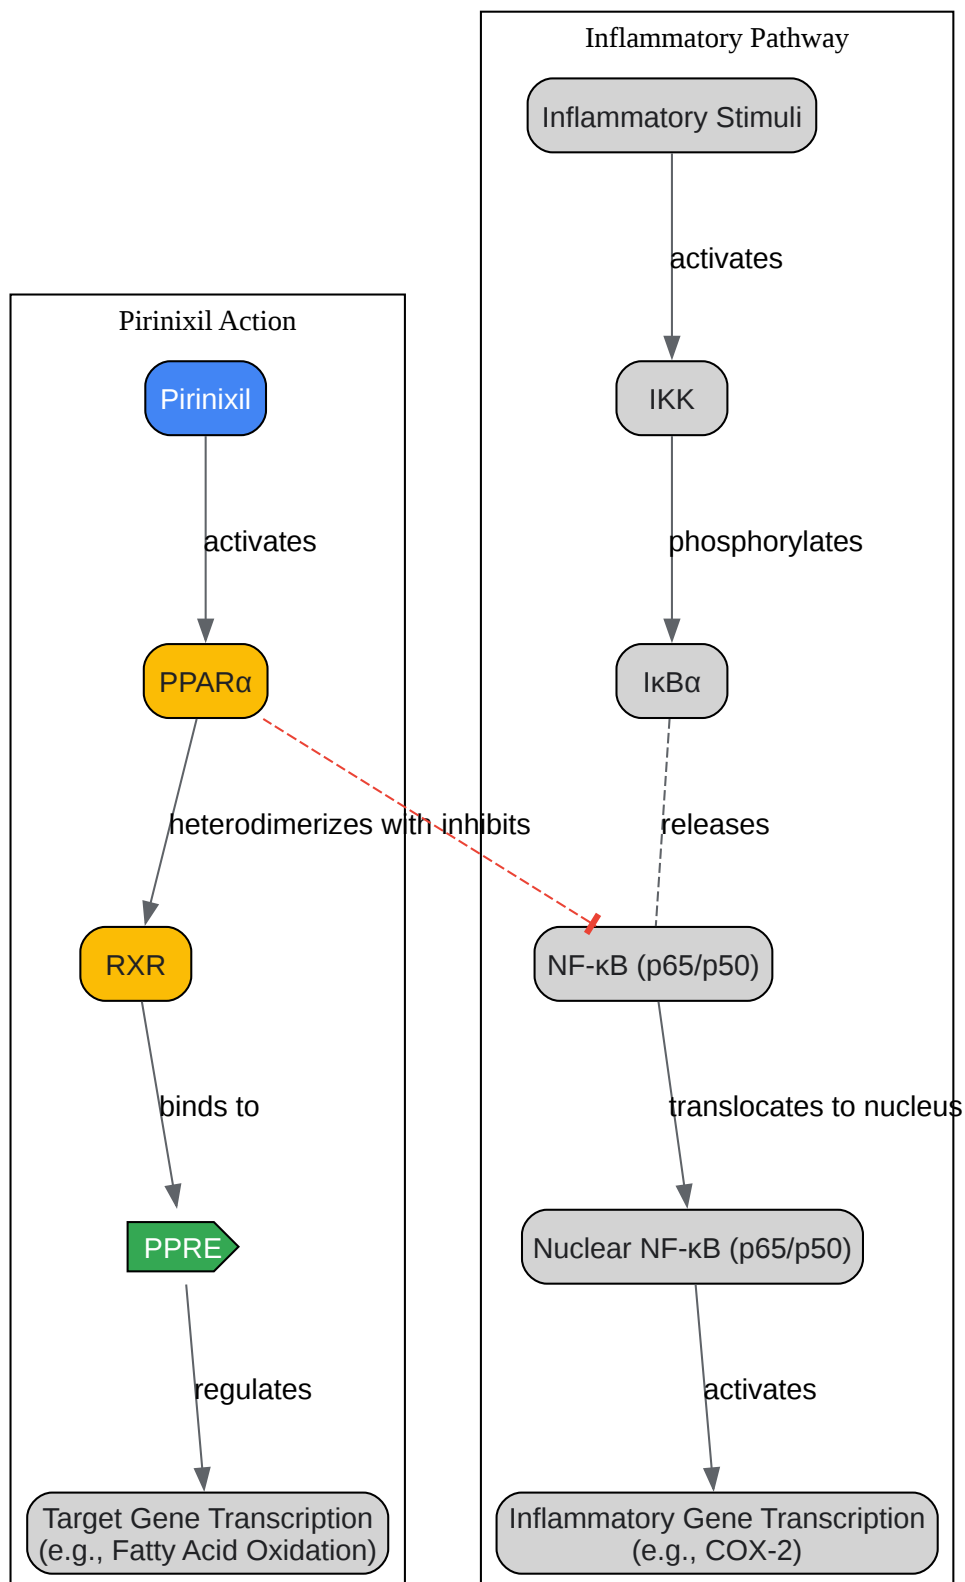 Inflammatory Pathway
Inflammatory Stimuli
activates
Pirinixil Action
Pirinixil
IKK
activates
phosphorylates
PPARα
IκBα
heterodimerizes with
inhibits
releases
RXR
NF-κB (p65/p50)
binds to
translocates to nucleus
PPRE
Nuclear NF-κB (p65/p50)
regulates
activates
Target Gene Transcription
(e.g., Fatty Acid Oxidation)
Inflammatory Gene Transcription
(e.g., COX-2)